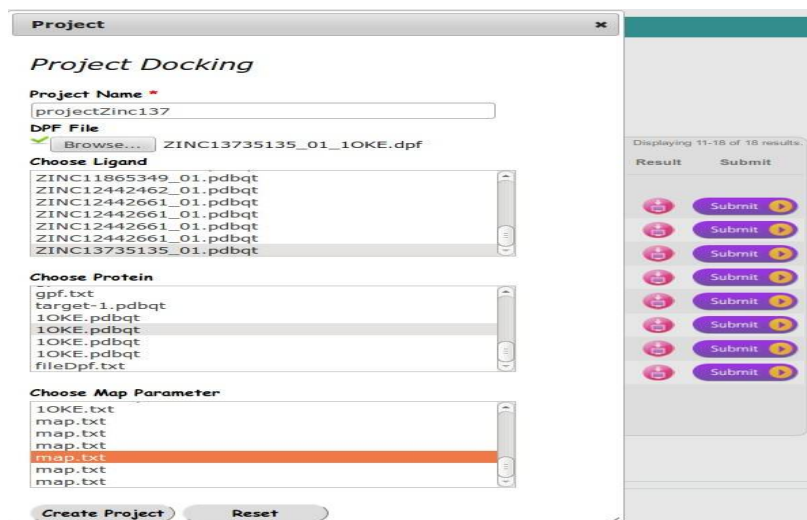 Project
Project Docking
Project Name *
projectZinc137
DPF File
Browse... ZINC13735135_01_1OKE.dpf
Choose Ligand
ZINC11865349_01.pdbqt
ZINC12442462_01.pdbqt
ZINC12442661_01.pdbqt
ZINC12442661_01.pdbqt
ZINC12442661_01.pdbqt
ZINC12442661_01.pdbqt
ZINC13735135_01.pdbqt
Choose Protein
gpf.txt
target-1.pdbqt
1OKE.pdbqt
1OKE.pdbqt
1OKE.pdbqt
1OKE.pdbqt
fileDpf.txt
Choose Map Parameter
1OKE.txt
map.txt
map.txt
map.txt
map.txt
map.txt
map.txt
Create Project Reset
Displaying 11-18 of 18 results.
Result Submit
Submit
Submit
Submit
Submit
Submit
Submit
Submit
Submit